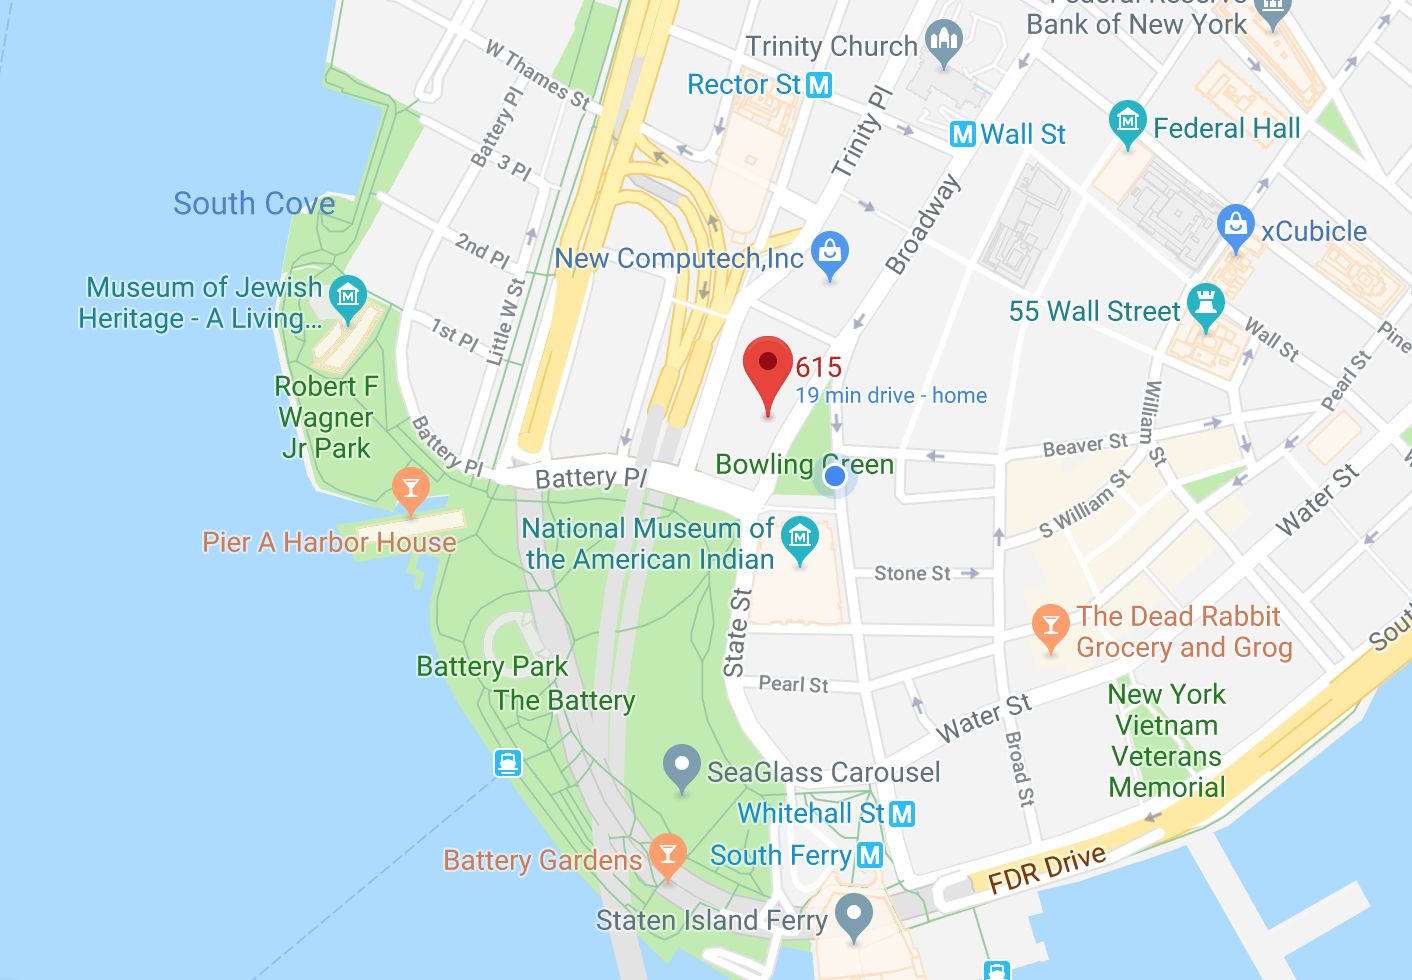 Federal Reserve
Bank of New York
Trinity Church
W Thames St
Rector St M
Battery Pl
Trinity Pl
M Wall St
Federal Hall
3 Pl
South Cove
Broadway
xCubicle
2nd Pl
New Computech,Inc
Museum of Jewish
Heritage - A Living...
Little W St
55 Wall Street
1st Pl
Wall St
Pine
Pearl St
615
19 min drive - home
Robert F
Wagner
Jr Park
William St
Battery Pl
Beaver St
Bowling Green
Battery Pl
S William St
Water St
National Museum of
the American Indian
Pier A Harbor House
Stone St
State St
The Dead Rabbit
Grocery and Grog
South
Battery Park
The Battery
Pearl St
New York
Vietnam
Veterans
Memorial
Water St
Broad St
SeaGlass Carousel
Whitehall St M
South Ferry M
Battery Gardens
FDR Drive
Staten Island Ferry